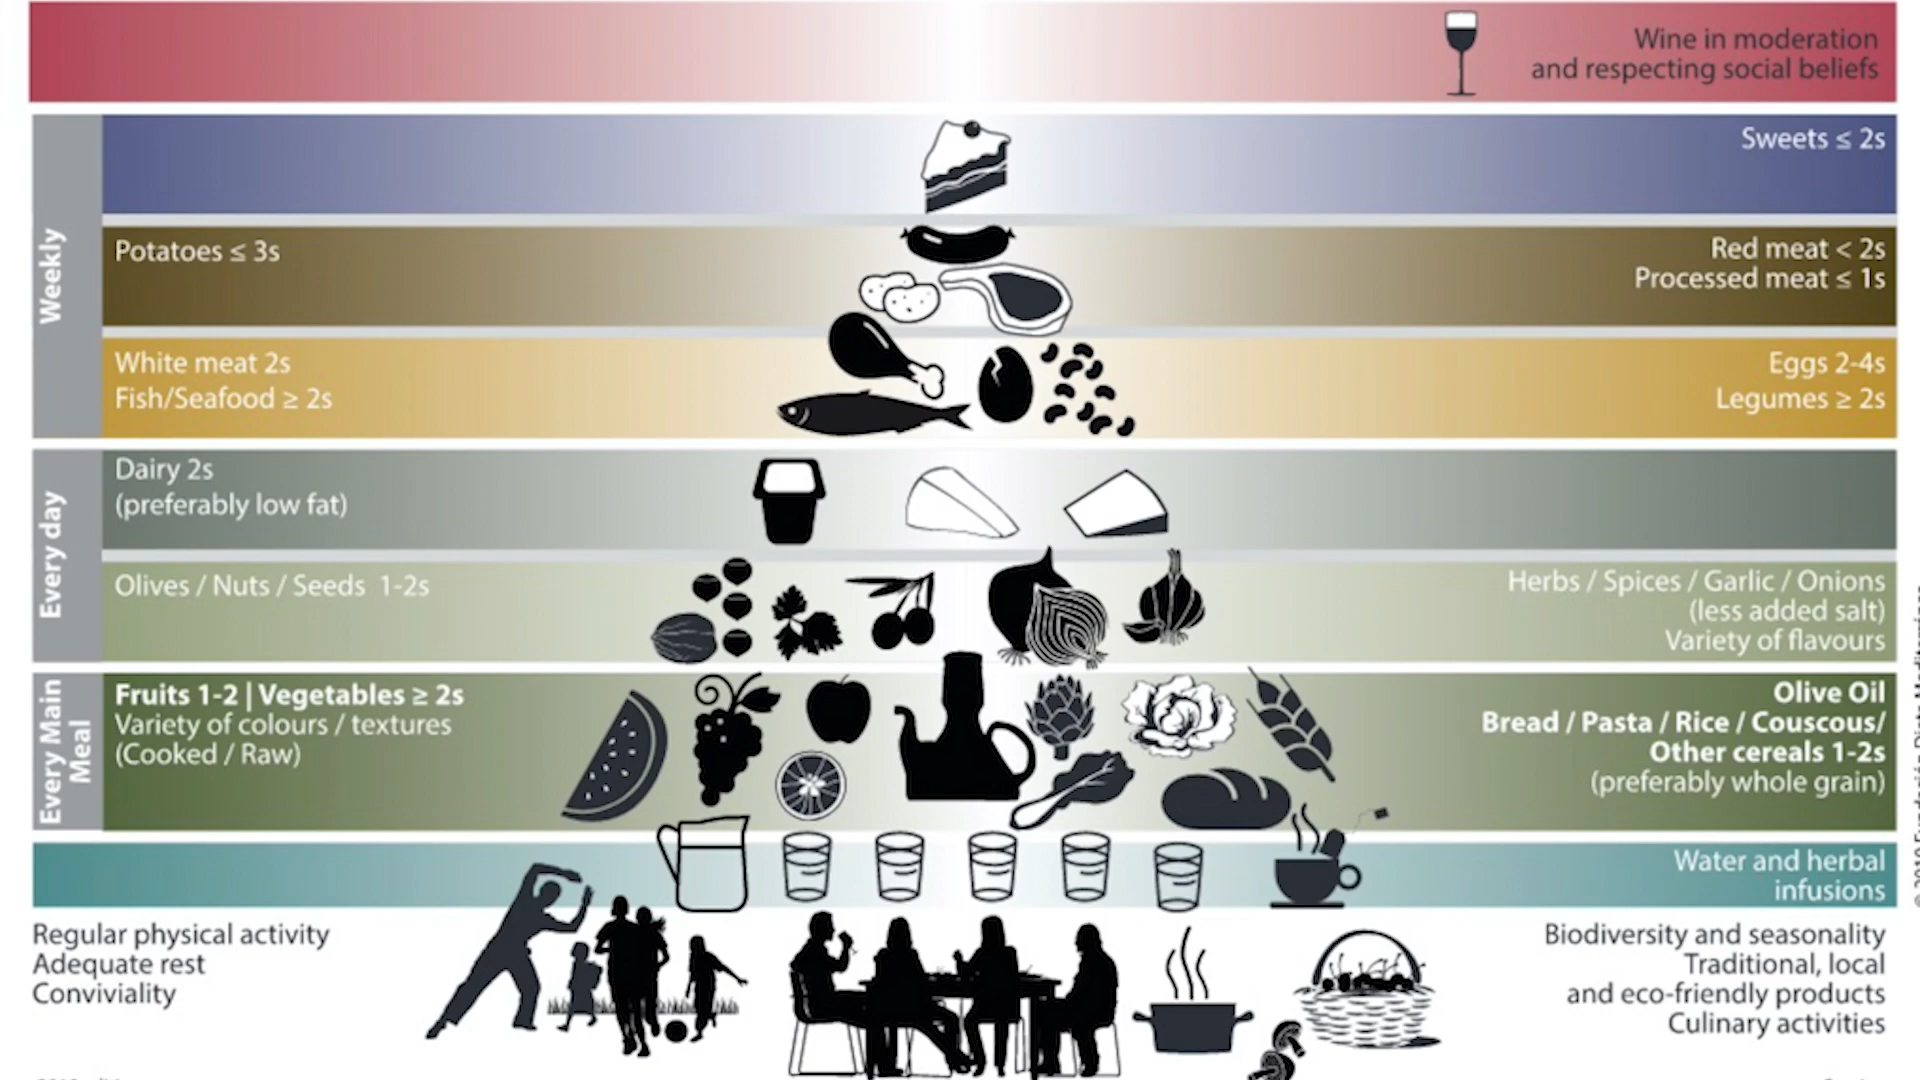 Wine in moderation
and respecting social beliefs
Weekly
Sweets ≤ 2s
Potatoes ≤ 3s
Red meat < 2s
Processed meat ≤ 1s
White meat 2s
Fish/Seafood ≥ 2s
Eggs 2-4s
Legumes ≥ 2s
Every day
Dairy 2s
(preferably low fat)
Olives / Nuts / Seeds 1-2s
Herbs / Spices / Garlic / Onions
(less added salt)
Variety of flavours
Every Main
Meal
Fruits 1-2 | Vegetables ≥ 2s
Variety of colours / textures
(Cooked / Raw)
Olive Oil
Bread / Pasta / Rice / Couscous/
Other cereals 1-2s
(preferably whole grain)
Water and herbal
infusions
Regular physical activity
Adequate rest
Conviviality
Biodiversity and seasonality
Traditional, local
and eco-friendly products
Culinary activities